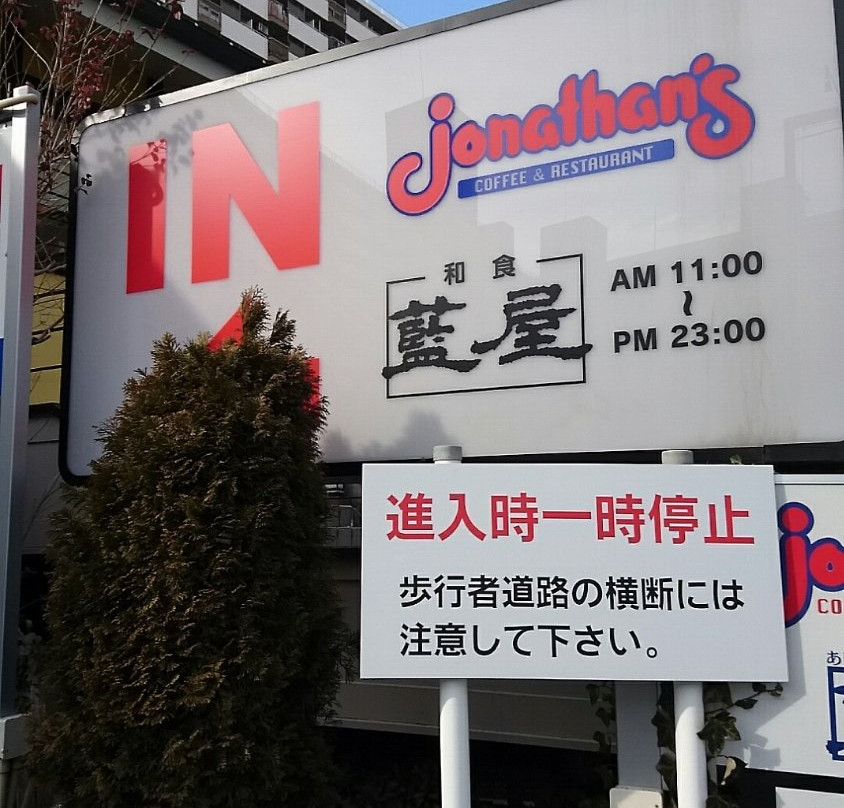 IN
Jonathan's
COFFEE & RESTAURANT
和食
藍屋
AM 11:00
~
PM 23:00
進入時一時停止
歩行者道路の横断には
注意して下さい。
Jo
CO
あ